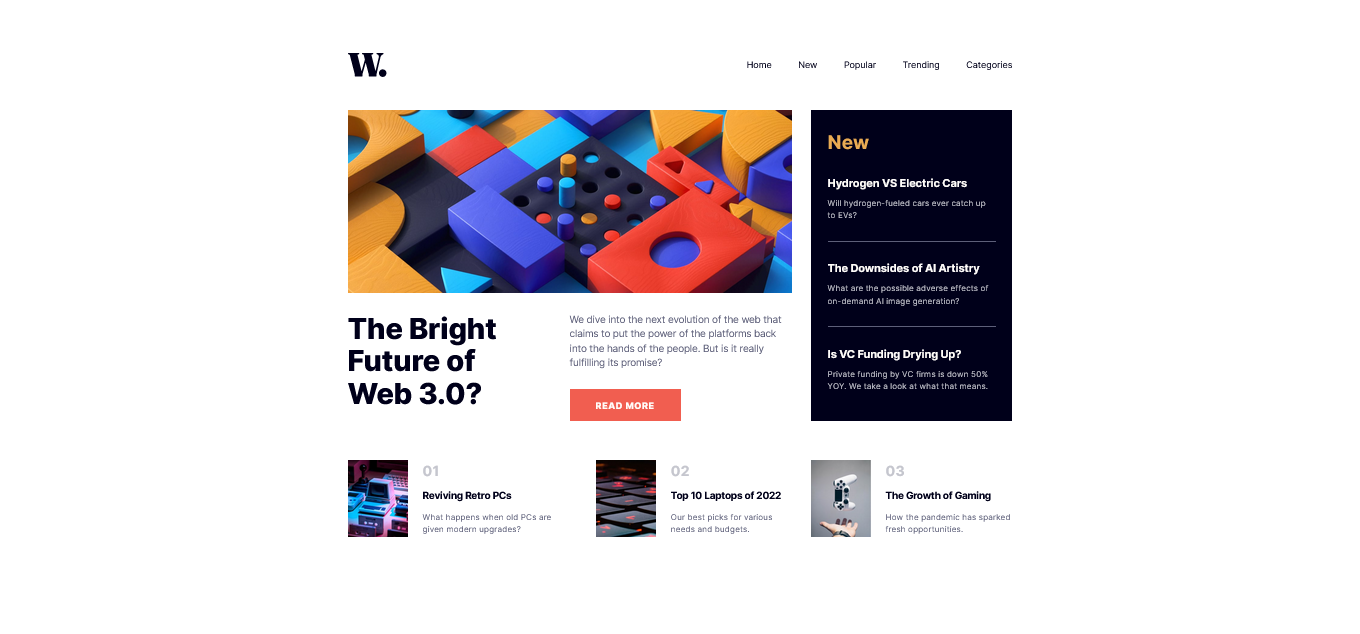 W.
Home
New
Popular
Trending
Categories
The Bright
Future of
Web 3.0?
We dive into the next evolution of the web that
claims to put the power of the platforms back
into the hands of the people. But is it really
fulfilling its promise?
READ MORE
New
Hydrogen VS Electric Cars
Will hydrogen-fueled cars ever catch up
to EVs?
The Downsides of AI Artistry
What are the possible adverse effects of
on-demand AI image generation?
Is VC Funding Drying Up?
Private funding by VC firms is down 50%
YOY. We take a look at what that means.
01
Reviving Retro PCs
What happens when old PCs are
given modern upgrades?
02
Top 10 Laptops of 2022
Our best picks for various
needs and budgets.
03
The Growth of Gaming
How the pandemic has sparked
fresh opportunities.